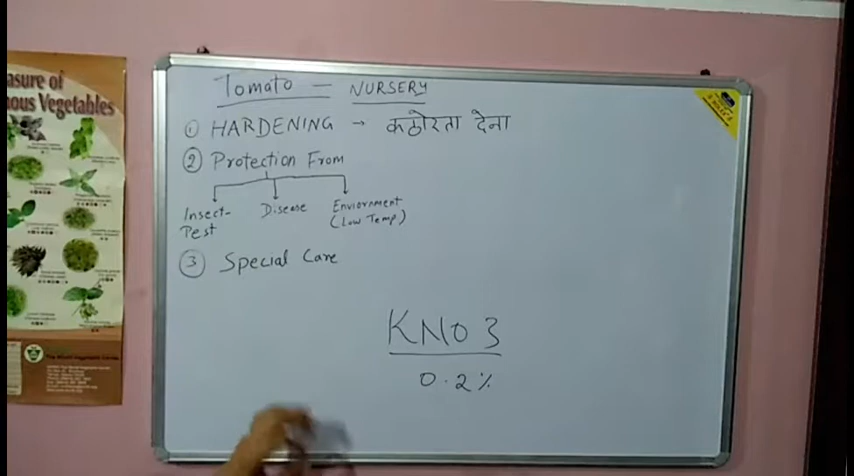 asure of
ous Vegetables
Tomato — NURSERY
① HARDENING → कठोरता देना
② Protection From
Insect-Pest
Disease
Enviornment (Low Temp)
③ Special Care
KNO3
0.2%